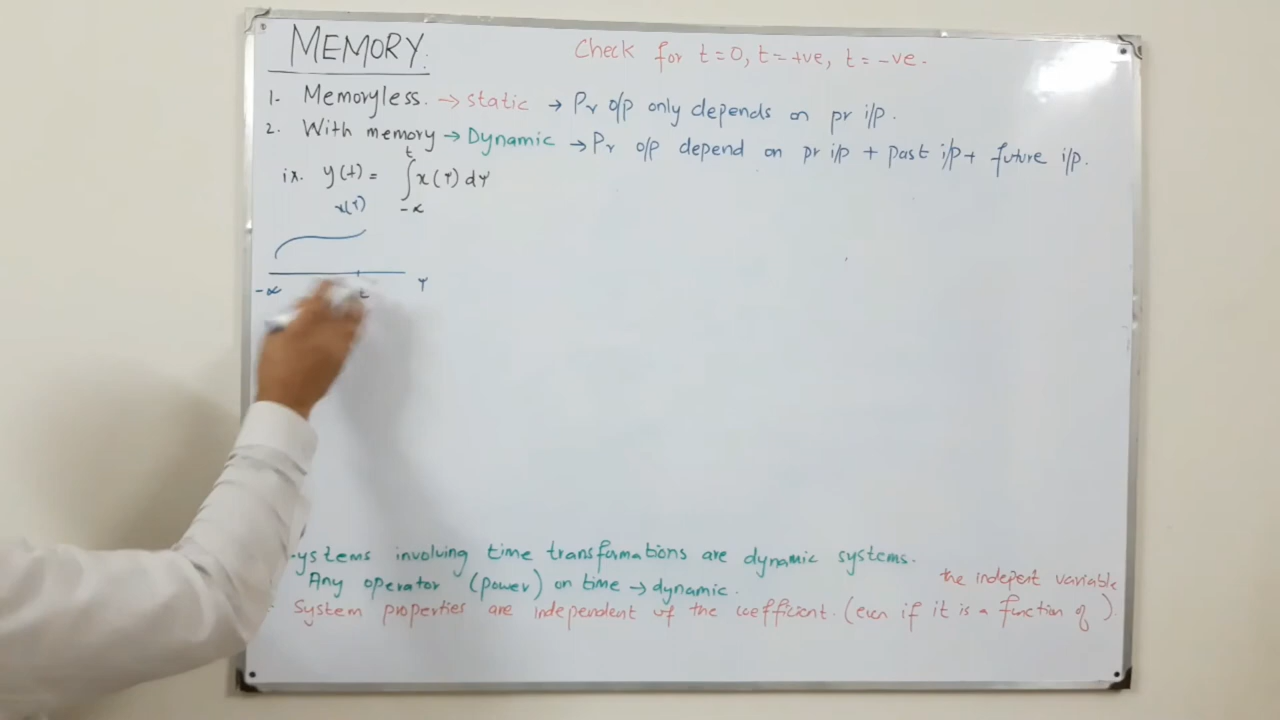 MEMORY.
Check for t=0, t=+ve, t=-ve.
1. Memoryless. → static → Pr o/p only depends on pr i/p.
2. With memory → Dynamic → Pr o/p depend on pr i/p + past i/p + future i/p.
ix. y(t) = ∫ t -∞ x(τ) dτ
x(τ)
-∞ t τ
ystems involving time transformations are dynamic systems.
Any operator (power) on time → dynamic.
the indepent variable
System properties are independent of the coefficient. (even if it is a function of )